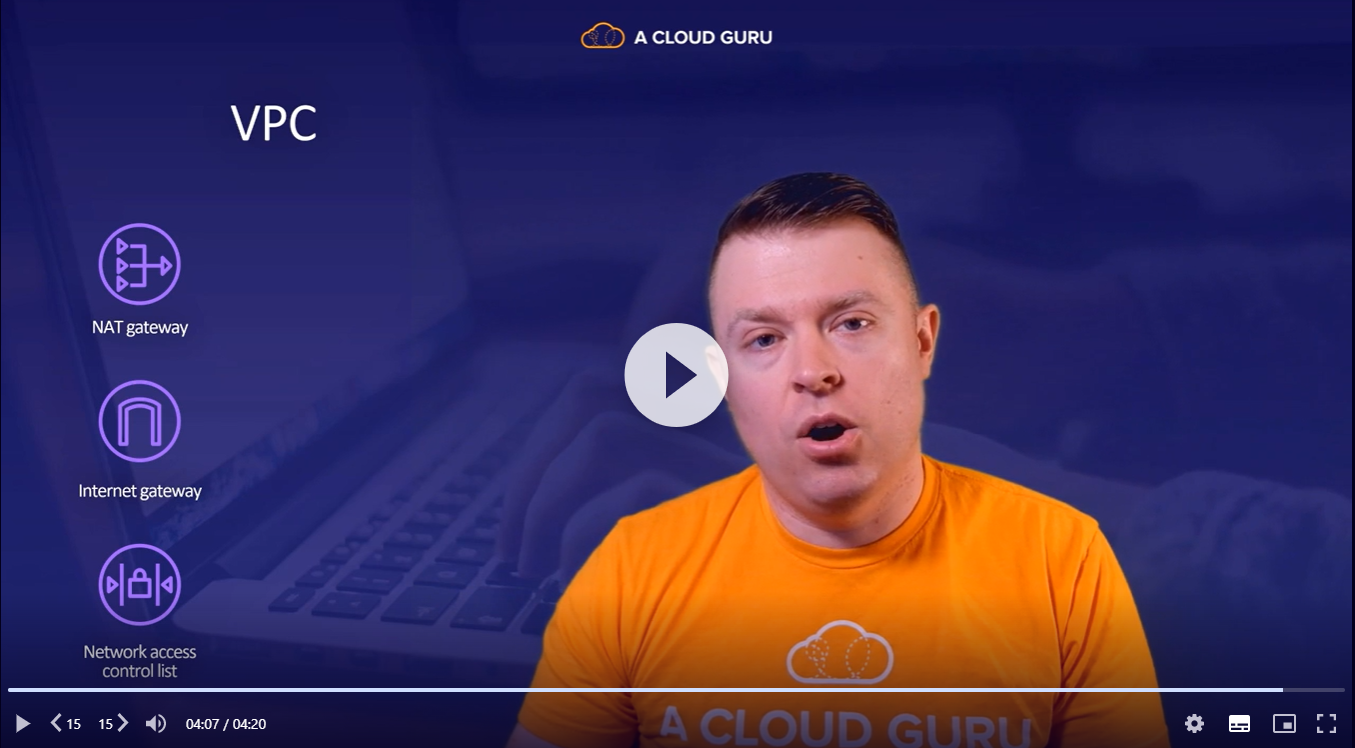 A CLOUD GURU
VPC
NAT gateway
Internet gateway
Network access
control list
A CLOUD GURU
15
15
04:07 / 04:20